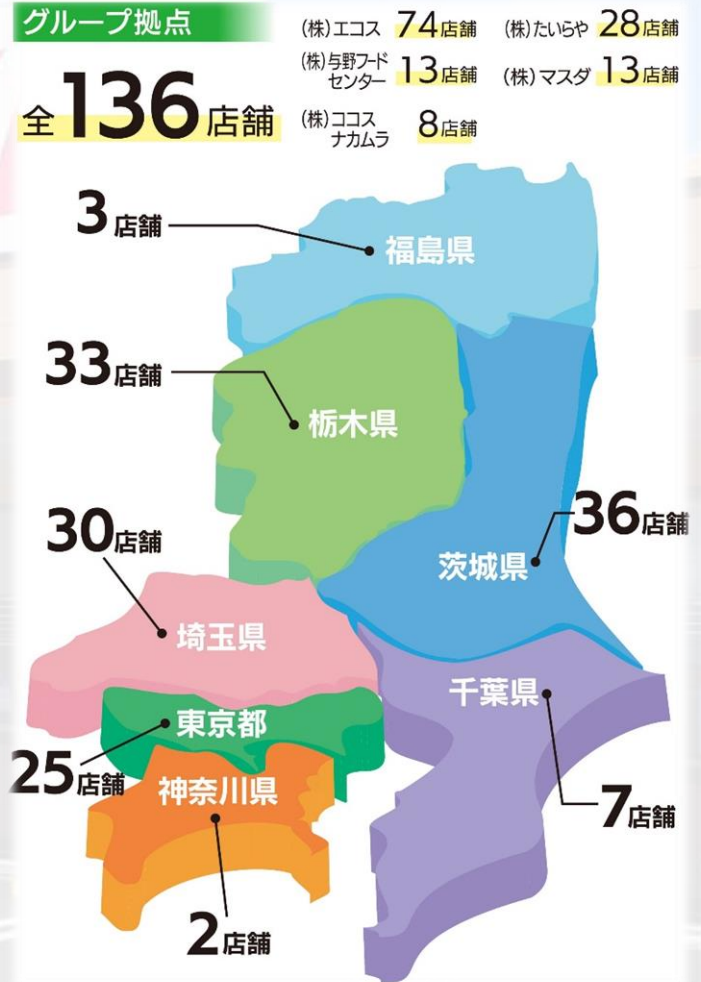 グループ拠点
全136店舗
(株)エコス 74店舗
(株)たいらや 28店舗
(株)与野フード
センター 13店舗
(株)マスダ 13店舗
(株)ココス
ナカムラ 8店舗
3店舗
福島県
33店舗
栃木県
36店舗
茨城県
30店舗
埼玉県
千葉県
東京都
25店舗
神奈川県
7店舗
2店舗